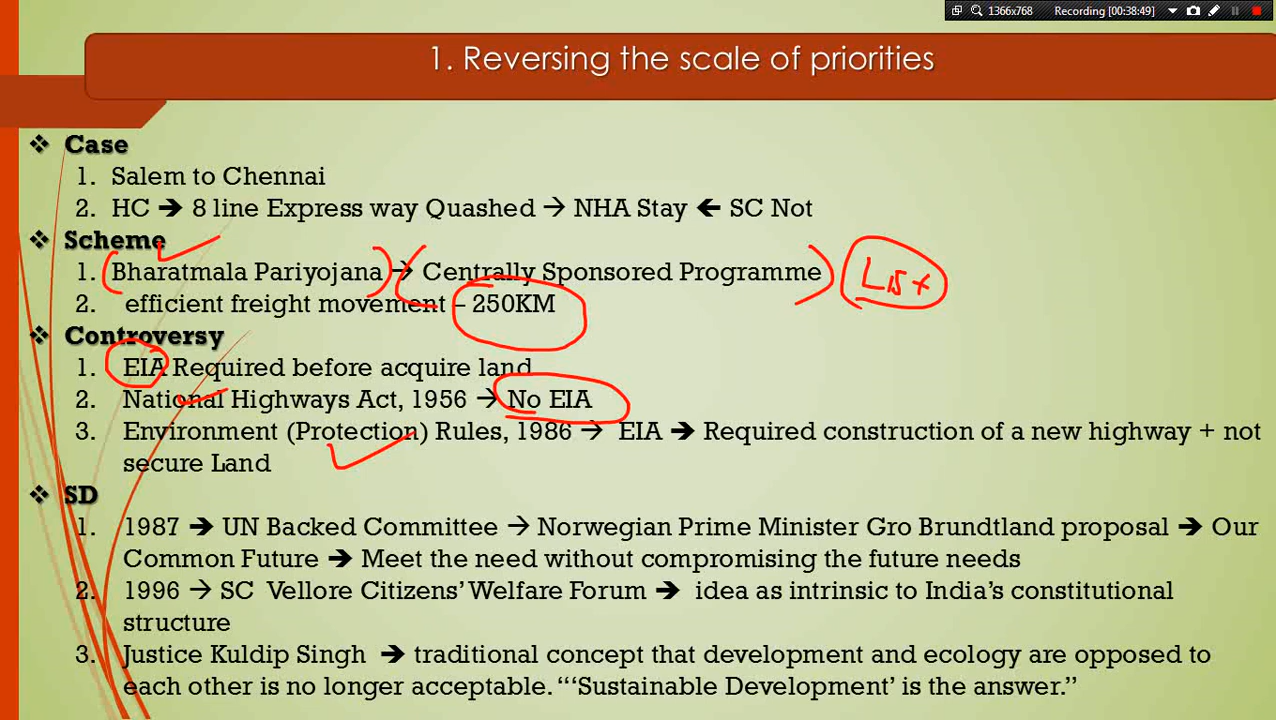 1366x768 Recording [00:38:49]
1. Reversing the scale of priorities
❖ Case
1. Salem to Chennai
2. HC ➔ 8 line Express way Quashed → NHA Stay 🡸 SC Not
❖ Scheme
1. Bharatmala Pariyojana → Centrally Sponsored Programme List
2. efficient freight movement – 250KM
❖ Controversy
1. EIA Required before acquire land
2. National Highways Act, 1956 → No EIA
3. Environment (Protection) Rules, 1986 → EIA ➔ Required construction of a new highway + not
secure Land
❖ SD
1. 1987 ➔ UN Backed Committee → Norwegian Prime Minister Gro Brundtland proposal ➔ Our
Common Future ➔ Meet the need without compromising the future needs
2. 1996 → SC Vellore Citizens’ Welfare Forum ➔ idea as intrinsic to India’s constitutional
structure
3. Justice Kuldip Singh ➔ traditional concept that development and ecology are opposed to
each other is no longer acceptable. “‘Sustainable Development’ is the answer.”